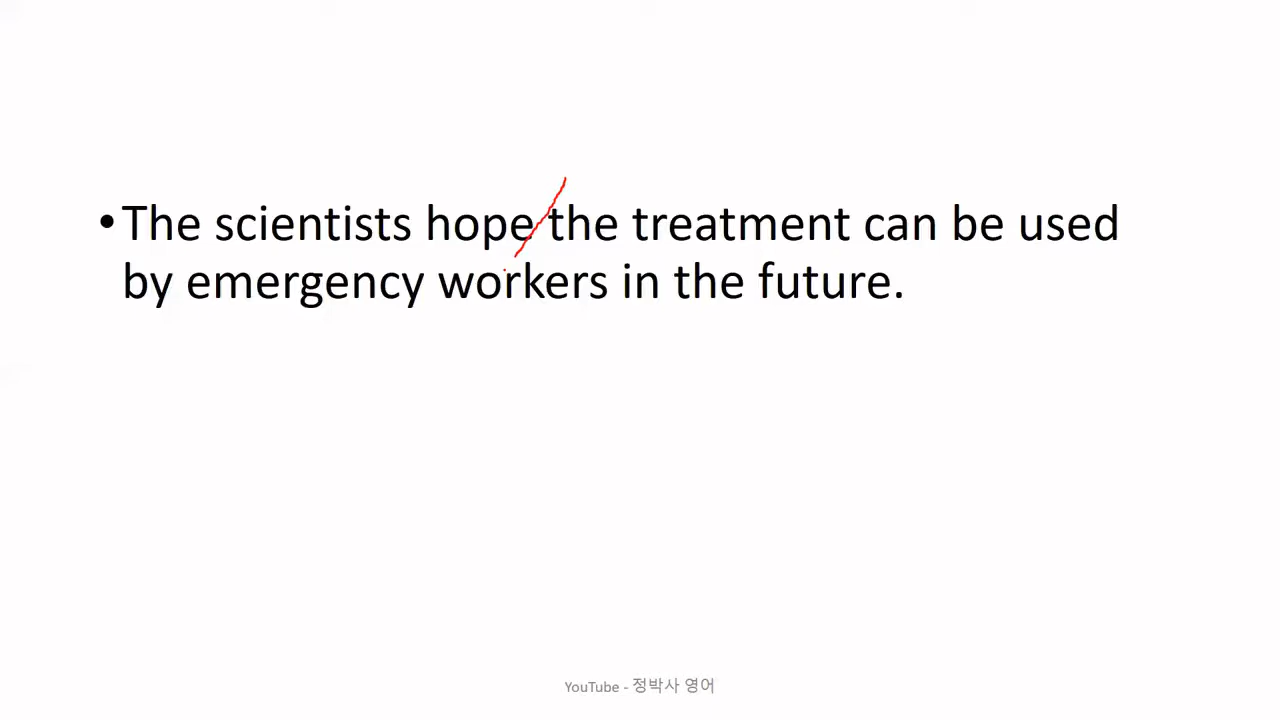 •The scientists hope the treatment can be used
by emergency workers in the future.
YouTube - 정박사 영어